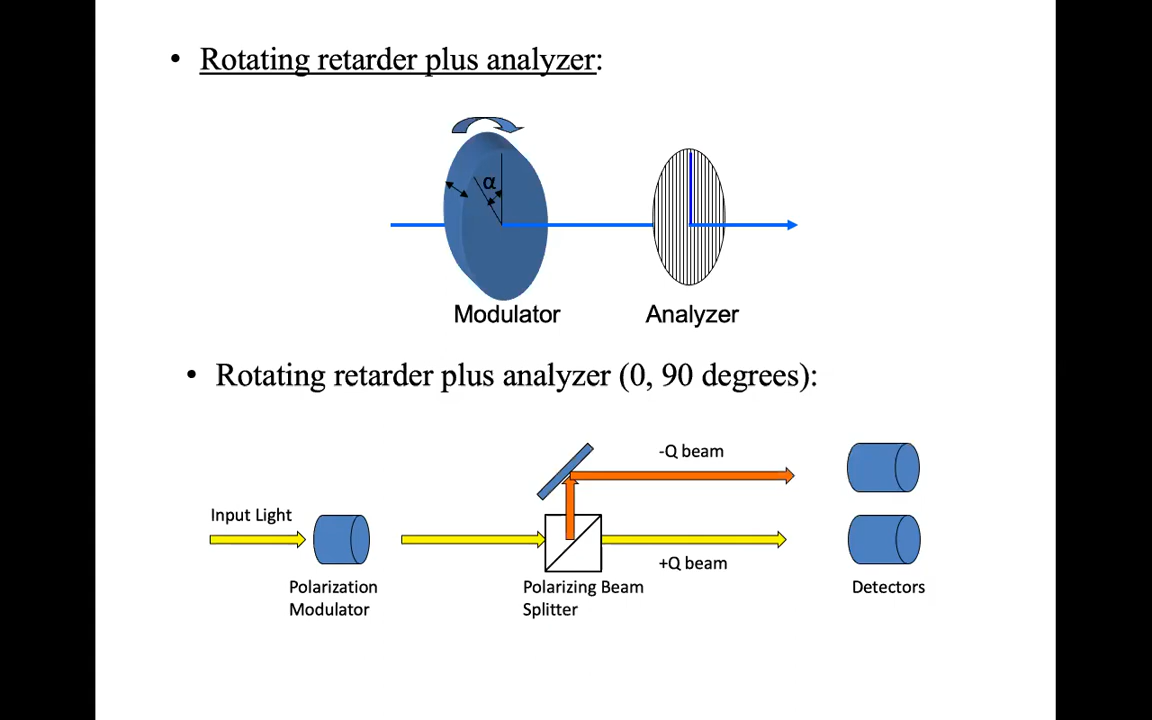 • Rotating retarder plus analyzer:
α
Modulator
Analyzer
• Rotating retarder plus analyzer (0, 90 degrees):
-Q beam
Input Light
+Q beam
Polarization
Modulator
Polarizing Beam
Splitter
Detectors